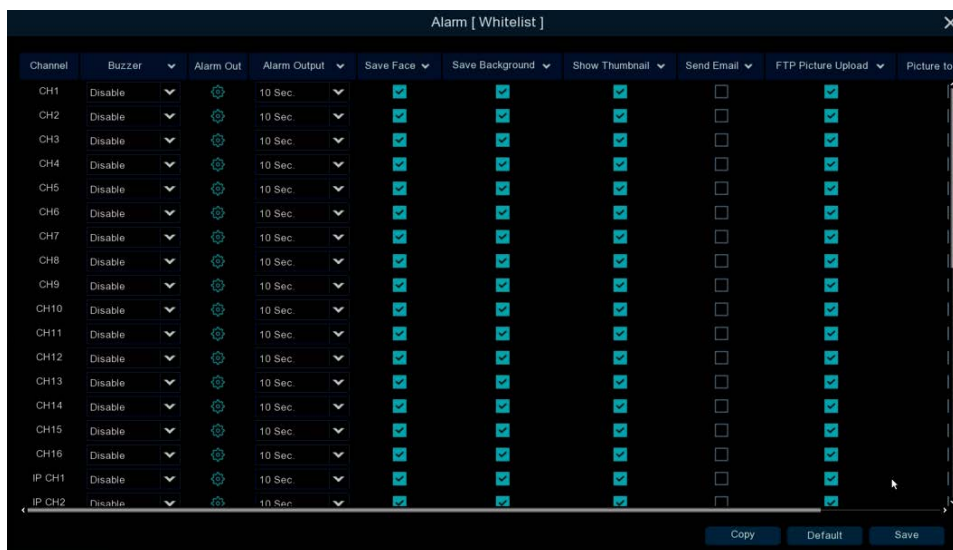 Alarm [ Whitelist ]
Channel Buzzer Alarm Out Alarm Output Save Face Save Background Show Thumbnail Send Email FTP Picture Upload Picture to
CH1 Disable 10 Sec.
CH2 Disable 10 Sec.
CH3 Disable 10 Sec.
CH4 Disable 10 Sec.
CH5 Disable 10 Sec.
CH6 Disable 10 Sec.
CH7 Disable 10 Sec.
CH8 Disable 10 Sec.
CH9 Disable 10 Sec.
CH10 Disable 10 Sec.
CH11 Disable 10 Sec.
CH12 Disable 10 Sec.
CH13 Disable 10 Sec.
CH14 Disable 10 Sec.
CH15 Disable 10 Sec.
CH16 Disable 10 Sec.
IP CH1 Disable 10 Sec.
IP CH2 Disable 10 Sec.
Copy Default Save